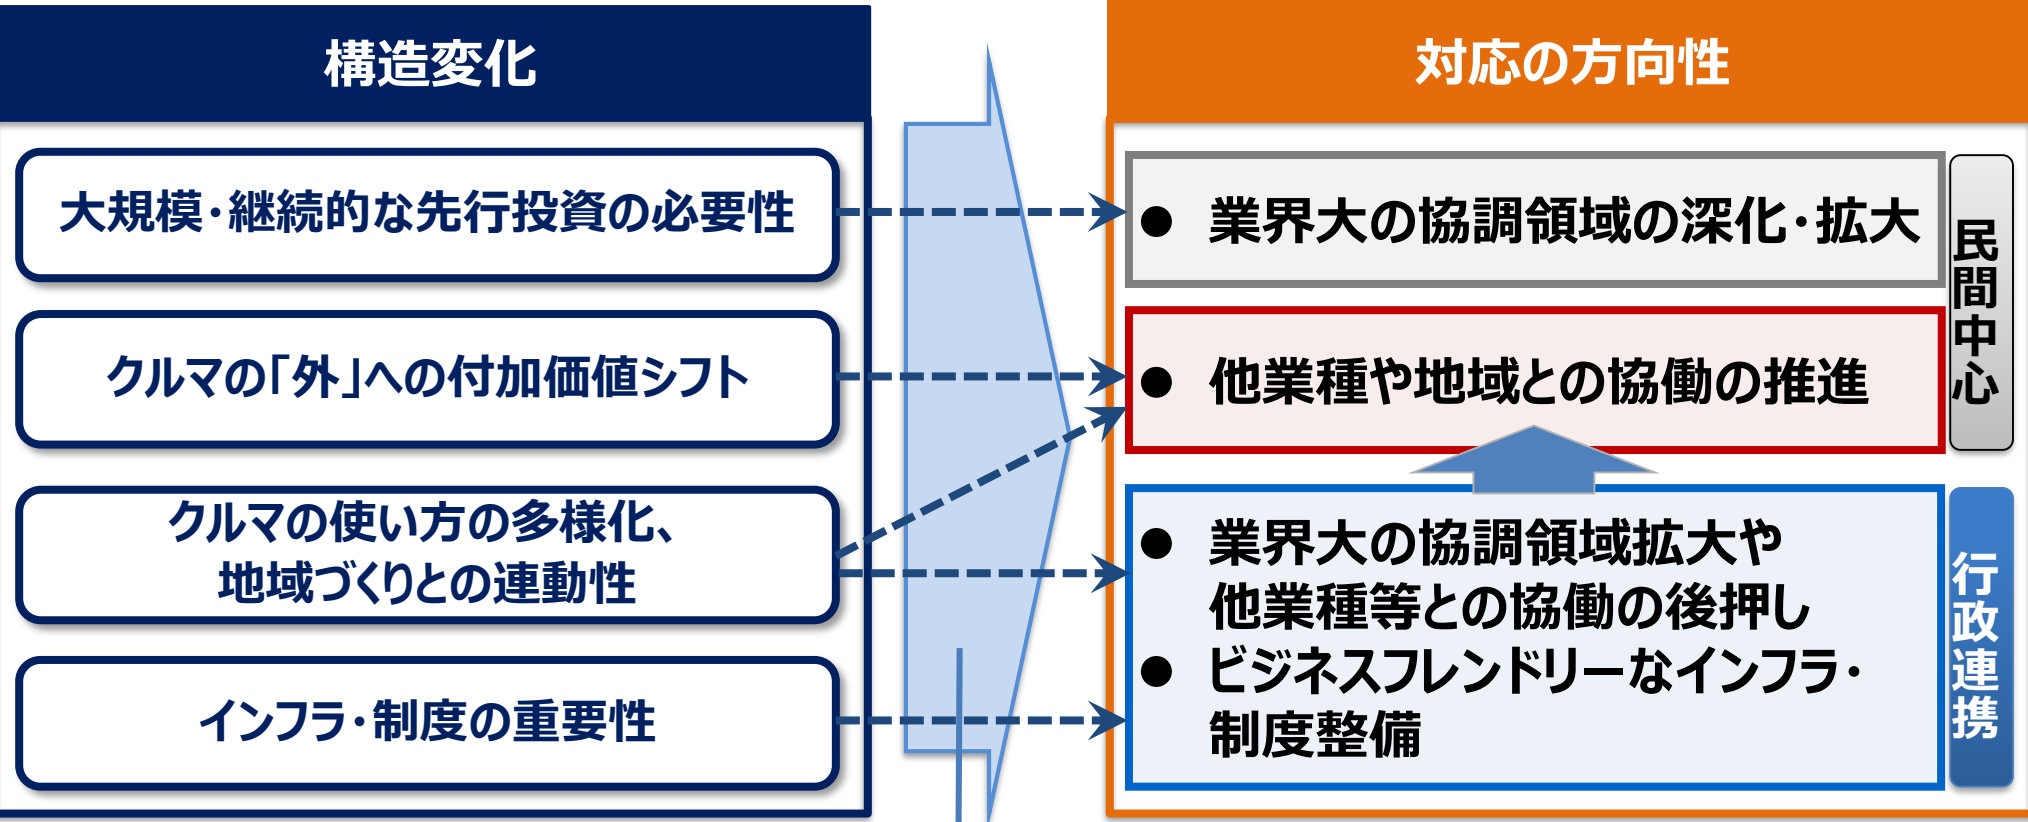 構造変化
大規模・継続的な先行投資の必要性
クルマの「外」への付加価値シフト
クルマの使い方の多様化、
地域づくりとの連動性
インフラ・制度の重要性
対応の方向性
● 業界大の協調領域の深化・拡大
● 他業種や地域との協働の推進
民間中心
● 業界大の協調領域拡大や
他業種等との協働の後押し
● ビジネスフレンドリーなインフラ・
制度整備
行政連携